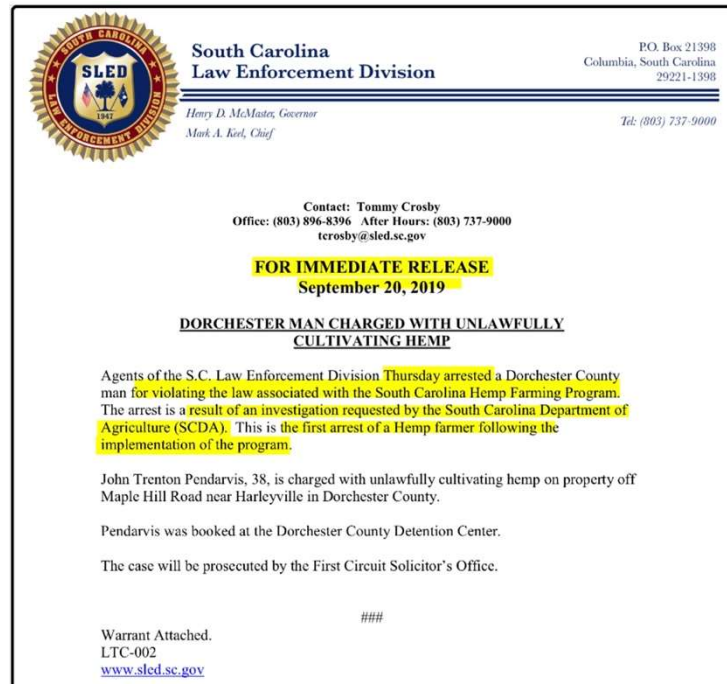 SOUTH CAROLINA
SLED
1947
LAW ENFORCEMENT DIVISION
South Carolina
Law Enforcement Division
P.O. Box 21398
Columbia, South Carolina
29221-1398
Henry D. McMaster, Governor
Mark A. Keel, Chief
Tel: (803) 737-9000
Contact: Tommy Crosby
Office: (803) 896-8396 After Hours: (803) 737-9000
tcrosby@sled.sc.gov
FOR IMMEDIATE RELEASE
September 20, 2019
DORCHESTER MAN CHARGED WITH UNLAWFULLY
CULTIVATING HEMP
Agents of the S.C. Law Enforcement Division Thursday arrested a Dorchester County
man for violating the law associated with the South Carolina Hemp Farming Program.
The arrest is a result of an investigation requested by the South Carolina Department of
Agriculture (SCDA). This is the first arrest of a Hemp farmer following the
implementation of the program.
John Trenton Pendarvis, 38, is charged with unlawfully cultivating hemp on property off
Maple Hill Road near Harleyville in Dorchester County.
Pendarvis was booked at the Dorchester County Detention Center.
The case will be prosecuted by the First Circuit Solicitor's Office.
###
Warrant Attached.
LTC-002
www.sled.sc.gov